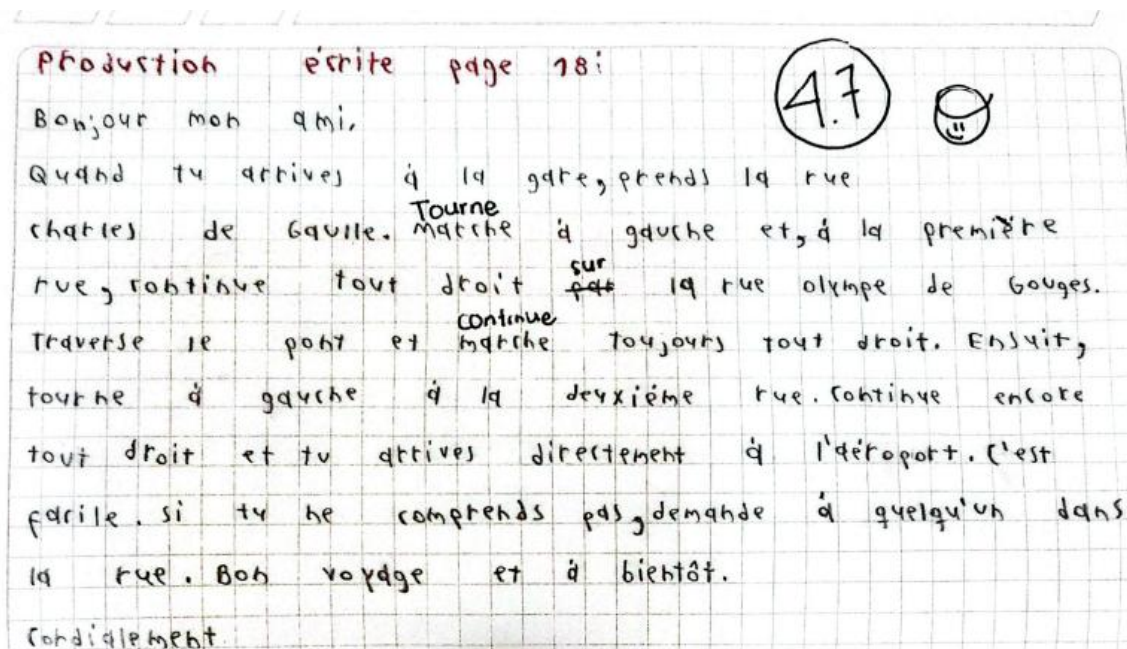 Production écrite page 18:
4.7
Bonjour mon ami,
Quand tu arrives à la gare, prends la rue
Tourne
charles de Gaulle. Marche à gauche et, à la première
sur
rue, continue tout droit par la rue olympe de Gouges.
continue
Traverse le pont et marche toujours tout droit. Ensuit,
tourne à gauche à la deuxième rue. Continue encore
tout droit et tu arrives directement à l'aéroport. C'est
facile. si tu ne comprends pas, demande à quelqu'un dans
la rue. Bon voyage et à bientôt.
Cordialement